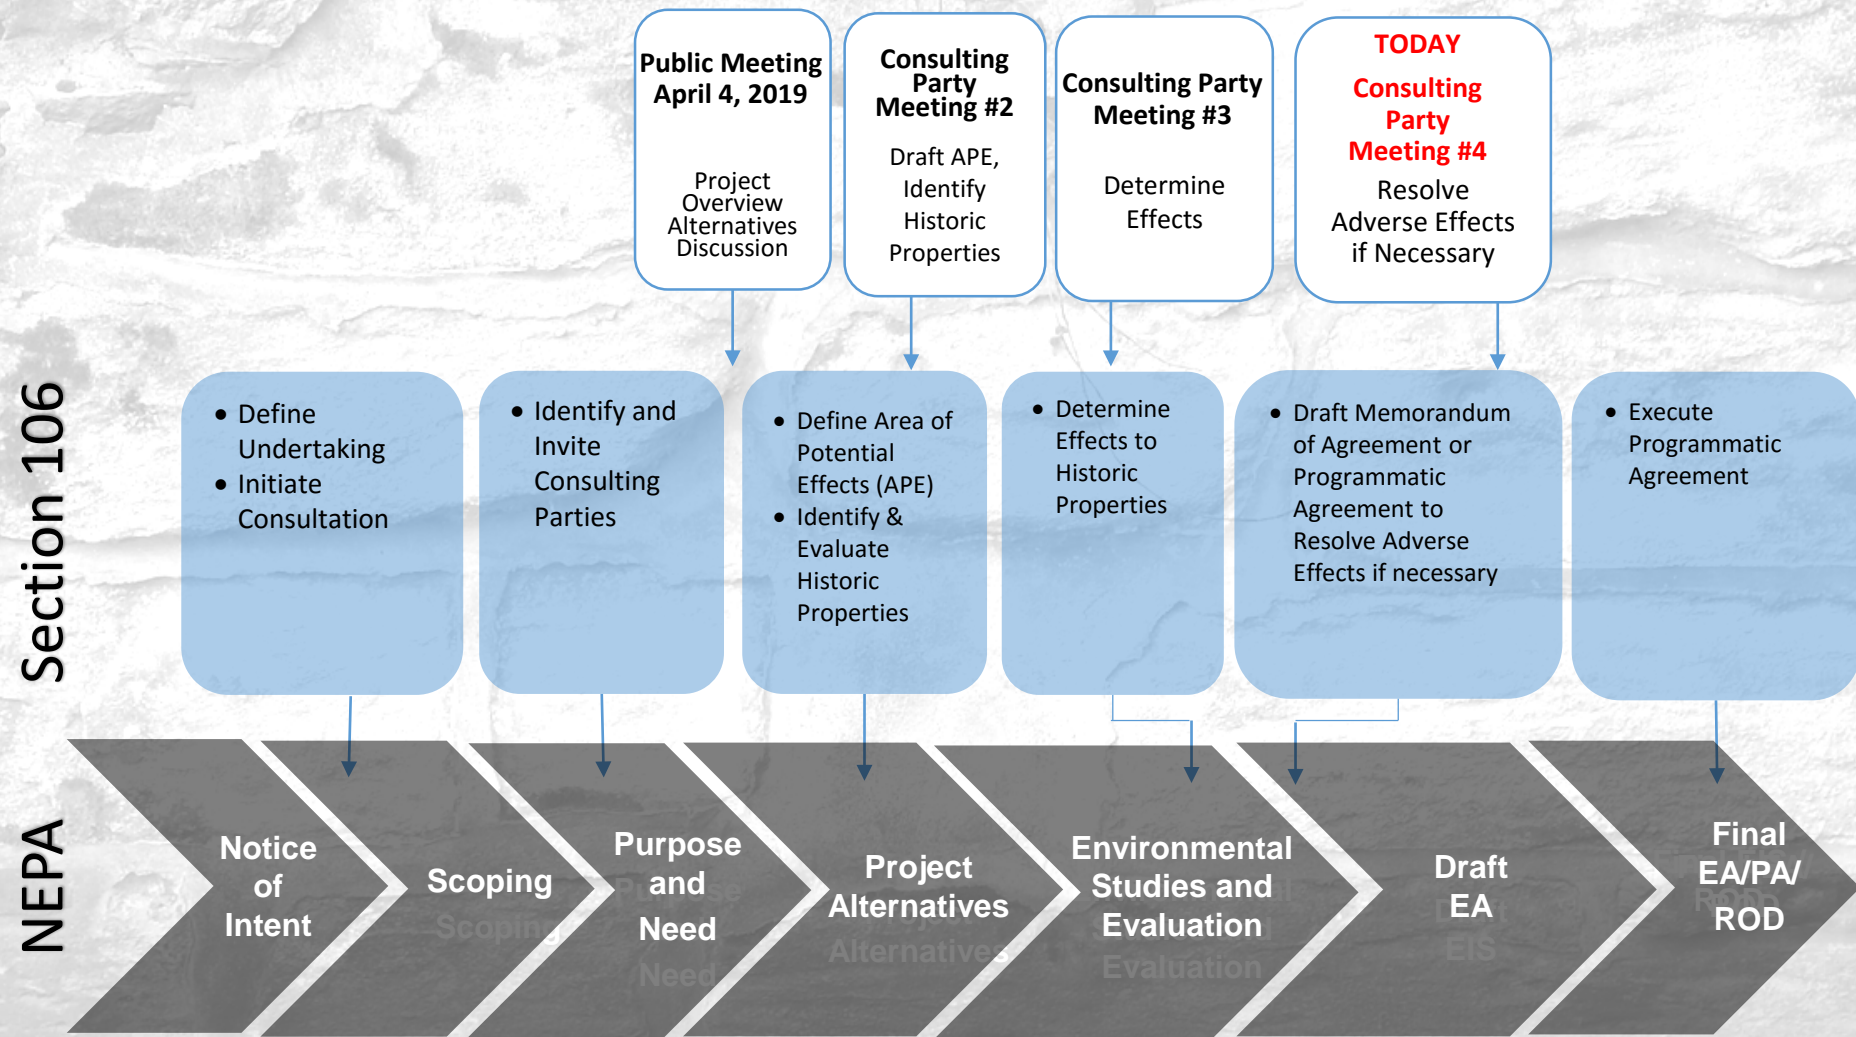 Public Meeting
April 4, 2019
Project
Overview
Alternatives
Discussion
Consulting
Party
Meeting #2
Draft APE,
Identify
Historic
Properties
Consulting Party
Meeting #3
Determine
Effects
TODAY
Consulting
Party
Meeting #4
Resolve
Adverse Effects
if Necessary
Section 106
• Define
Undertaking
• Initiate
Consultation
• Identify and
Invite
Consulting
Parties
• Define Area of
Potential
Effects (APE)
• Identify &
Evaluate
Historic
Properties
• Determine
Effects to
Historic
Properties
• Draft Memorandum
of Agreement or
Programmatic
Agreement to
Resolve Adverse
Effects if necessary
• Execute
Programmatic
Agreement
NEPA
Notice
of
Intent
Scoping
Purpose
and
Need
Project
Alternatives
Environmental
Studies and
Evaluation
Draft
EA
Final
EA/PA/
ROD